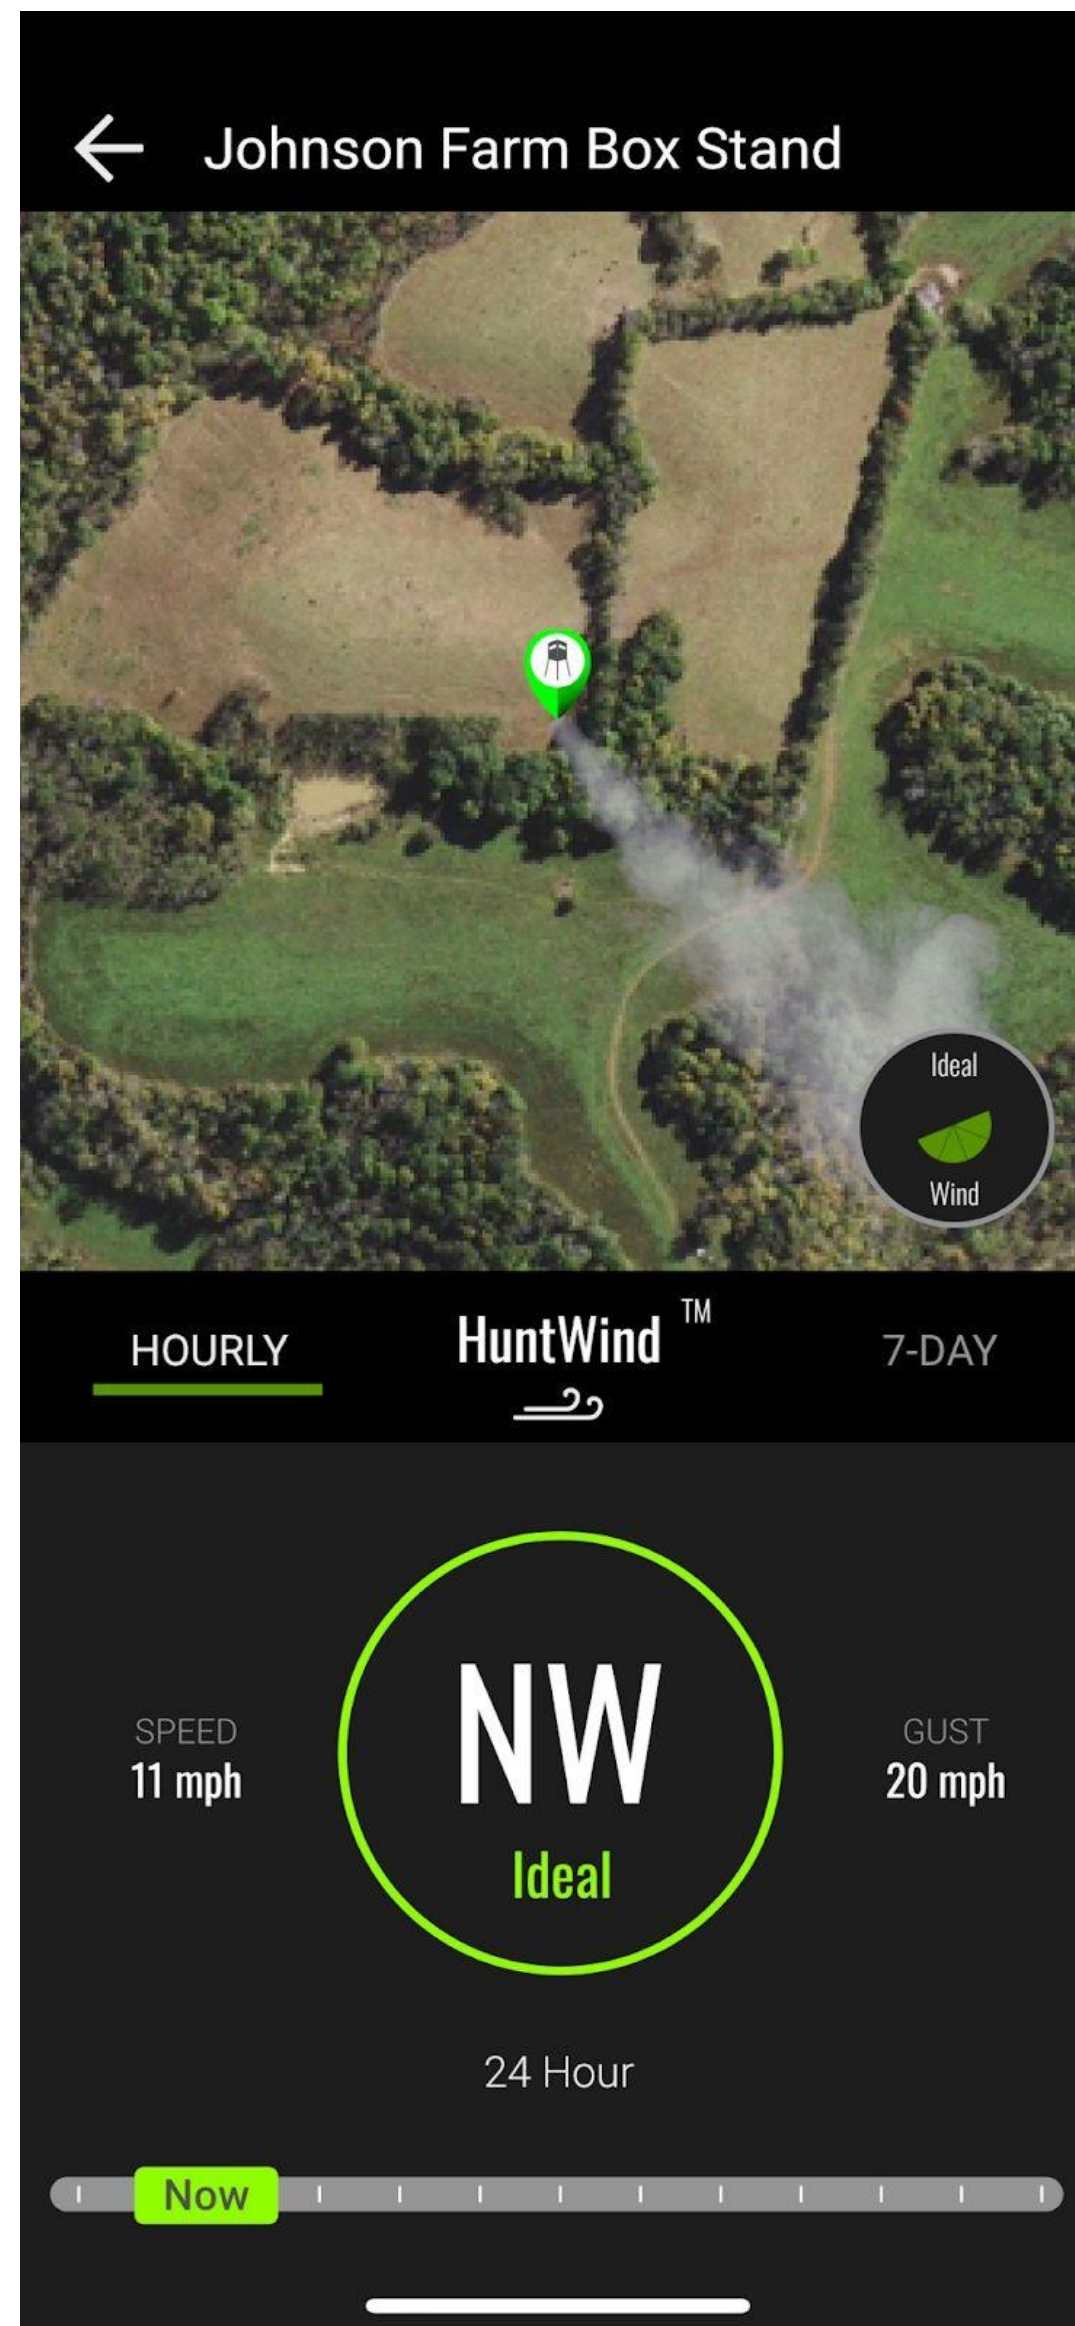 Johnson Farm Box Stand
Ideal
Wind
HOURLY
HuntWind ™
7-DAY
NW
Ideal
SPEED
11 mph
GUST
20 mph
24 Hour
Now